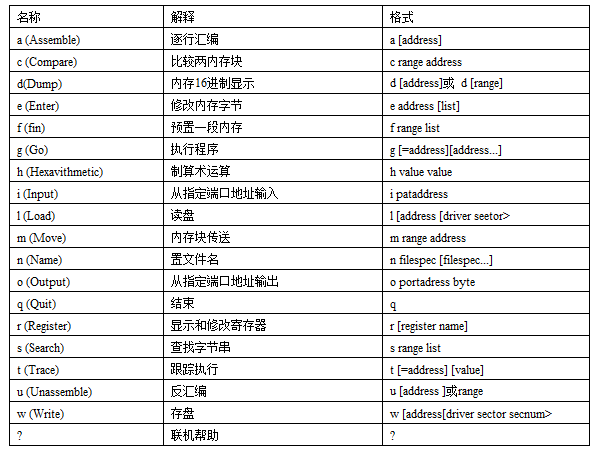 名称 解释 格式
a (Assemble) 逐行汇编 a [address]
c (Compare) 比较两内存块 c range address
d(Dump) 内存16进制显示 d [address]或 d [range]
e (Enter) 修改内存字节 e address [list]
f (fin) 预置一段内存 f range list
g (Go) 执行程序 g [=address][address...]
h (Hexavithmetic) 制算术运算 h value value
i (Input) 从指定端口地址输入 i pataddress
l (Load) 读盘 l [address [driver seetor>
m (Move) 内存块传送 m range address
n (Name) 置文件名 n filespec [filespec...]
o (Output) 从指定端口地址输出 o portadress byte
q (Quit) 结束 q
r (Register) 显示和修改寄存器 r [register name]
s (Search) 查找字节串 s range list
t (Trace) 跟踪执行 t [=address] [value]
u (Unassemble) 反汇编 u [address ]或range
w (Write) 存盘 w [address[driver sector secnum>
? 联机帮助 ?